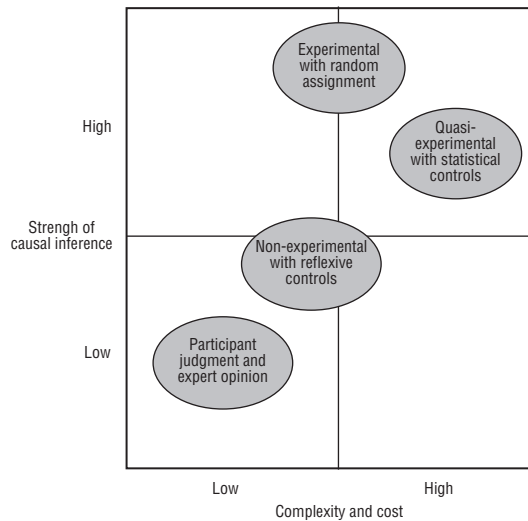 Experimental
with random
assignment
High
Quasi-
experimental
with statistical
controls
Strengh of
causal inference
Non-experimental
with reflexive
controls
Low
Participant
judgment and
expert opinion
Low
High
Complexity and cost